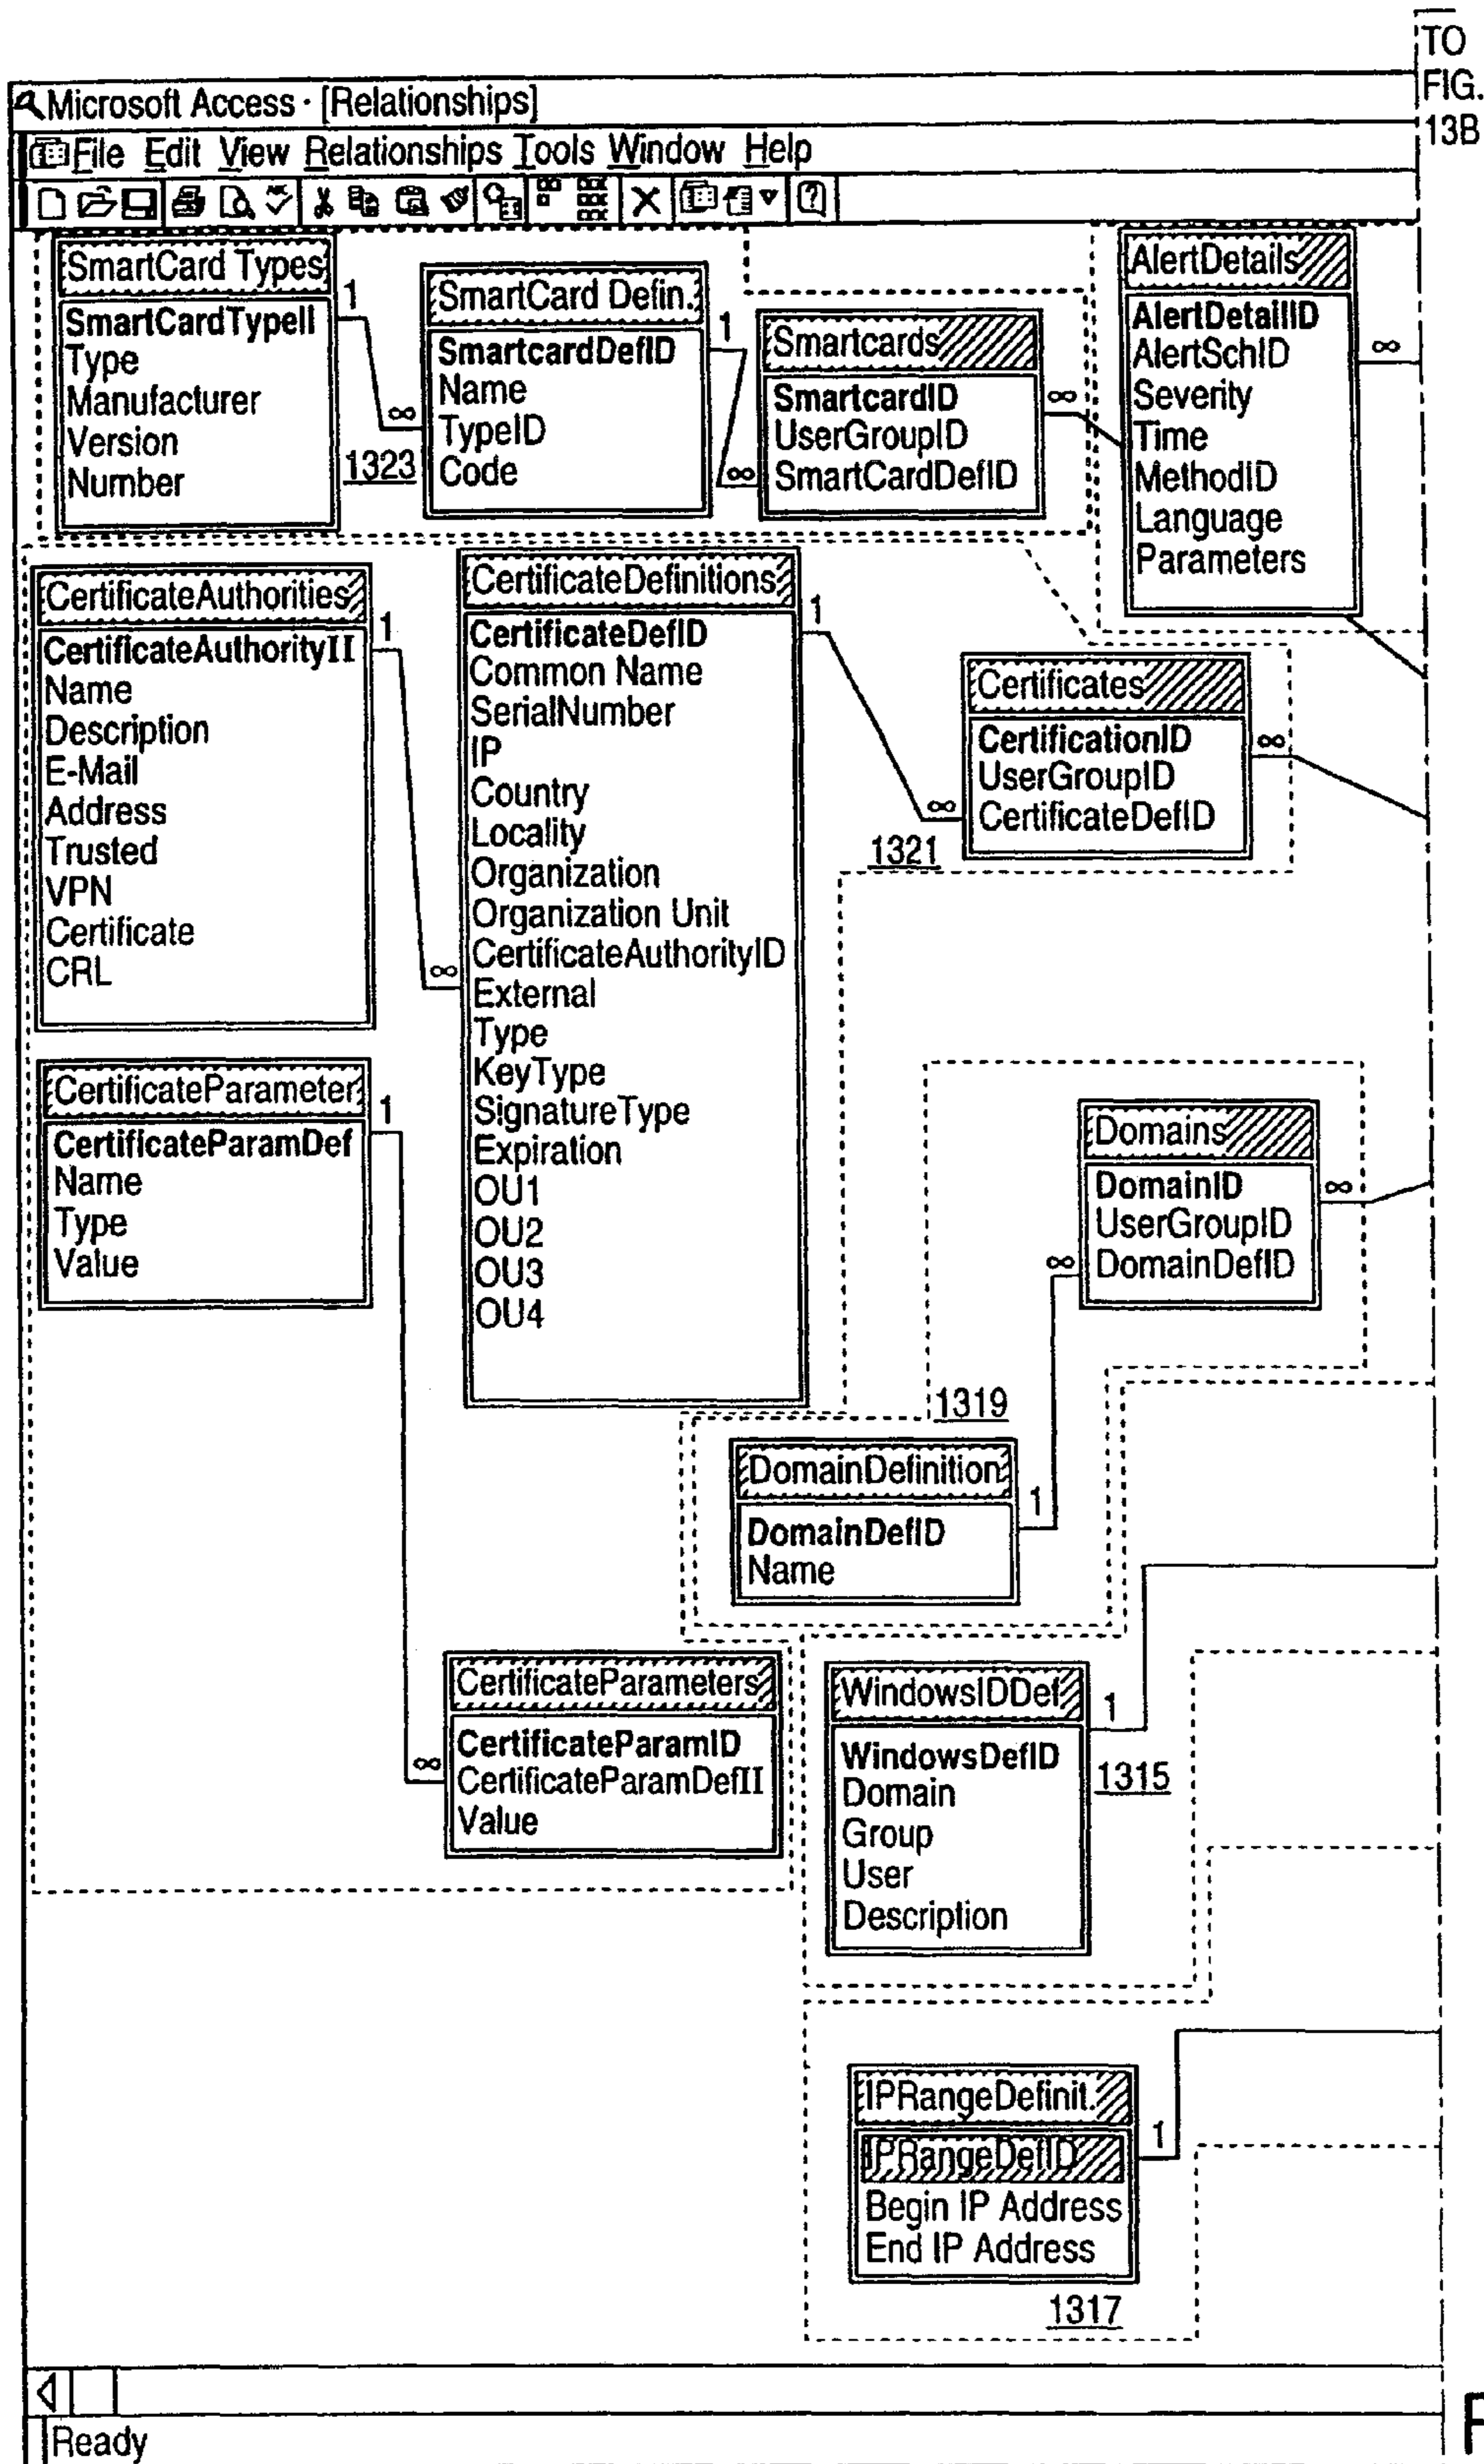 TO
FIG.
13B
Microsoft Access · [Relationships]
File Edit View Relationships Tools Window Help
SmartCard Types
SmartCardTypeII
Type
Manufacturer
Version
Number
1
∞
1323
SmartCard Defin.
SmartcardDefID
Name
TypeID
Code
1
∞
Smartcards
SmartcardID
UserGroupID
SmartCardDefID
∞
AlertDetails
AlertDetailID
AlertSchID
Severity
Time
MethodID
Language
Parameters
∞
CertificateAuthorities
CertificateAuthorityII
Name
Description
E-Mail
Address
Trusted
VPN
Certificate
CRL
1
∞
CertificateDefinitions
CertificateDefID
Common Name
SerialNumber
IP
Country
Locality
Organization
Organization Unit
CertificateAuthorityID
External
Type
KeyType
SignatureType
Expiration
OU1
OU2
OU3
OU4
1
∞
1321
Certificates
CertificationID
UserGroupID
CertificateDefID
∞
CertificateParameter
CertificateParamDef
Name
Type
Value
1
∞
Domains
DomainID
UserGroupID
DomainDefID
∞
∞
1319
DomainDefinition
DomainDefID
Name
1
CertificateParameters
CertificateParamID
CertificateParamDefII
Value
WindowsIDDef
WindowsDefID
Domain
Group
User
Description
1
1315
IPRangeDefinit.
IPRangeDefID
Begin IP Address
End IP Address
1
1317
Ready